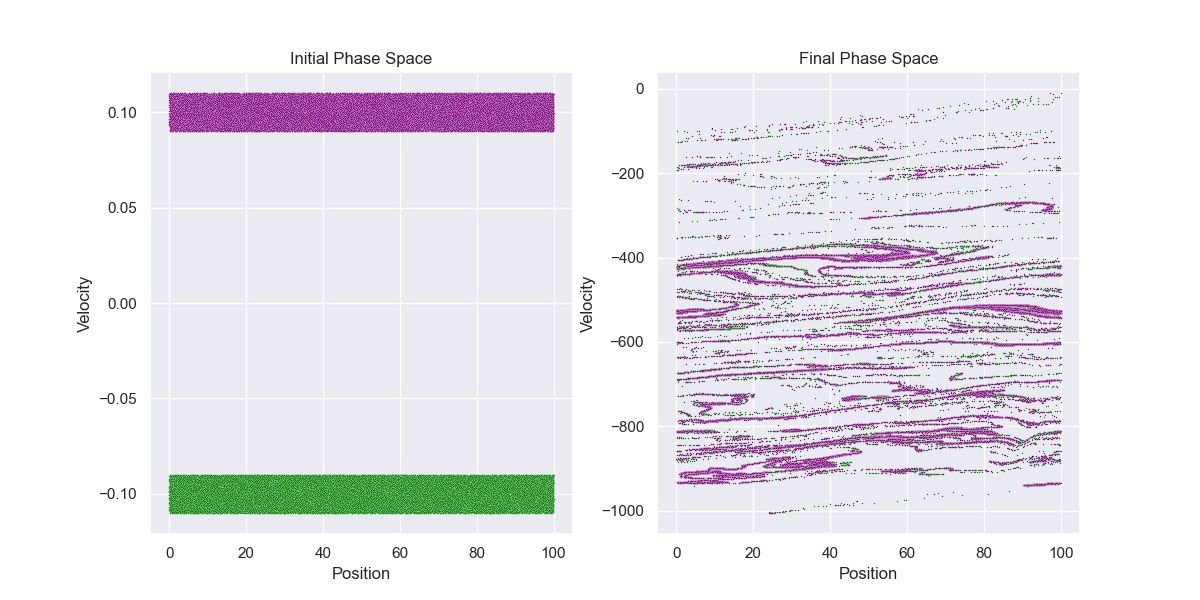 Initial Phase Space
Velocity
0.10
0.05
0.00
−0.05
−0.10
0 20 40 60 80 100
Position
Final Phase Space
Velocity
0
−200
−400
−600
−800
−1000
0 20 40 60 80 100
Position